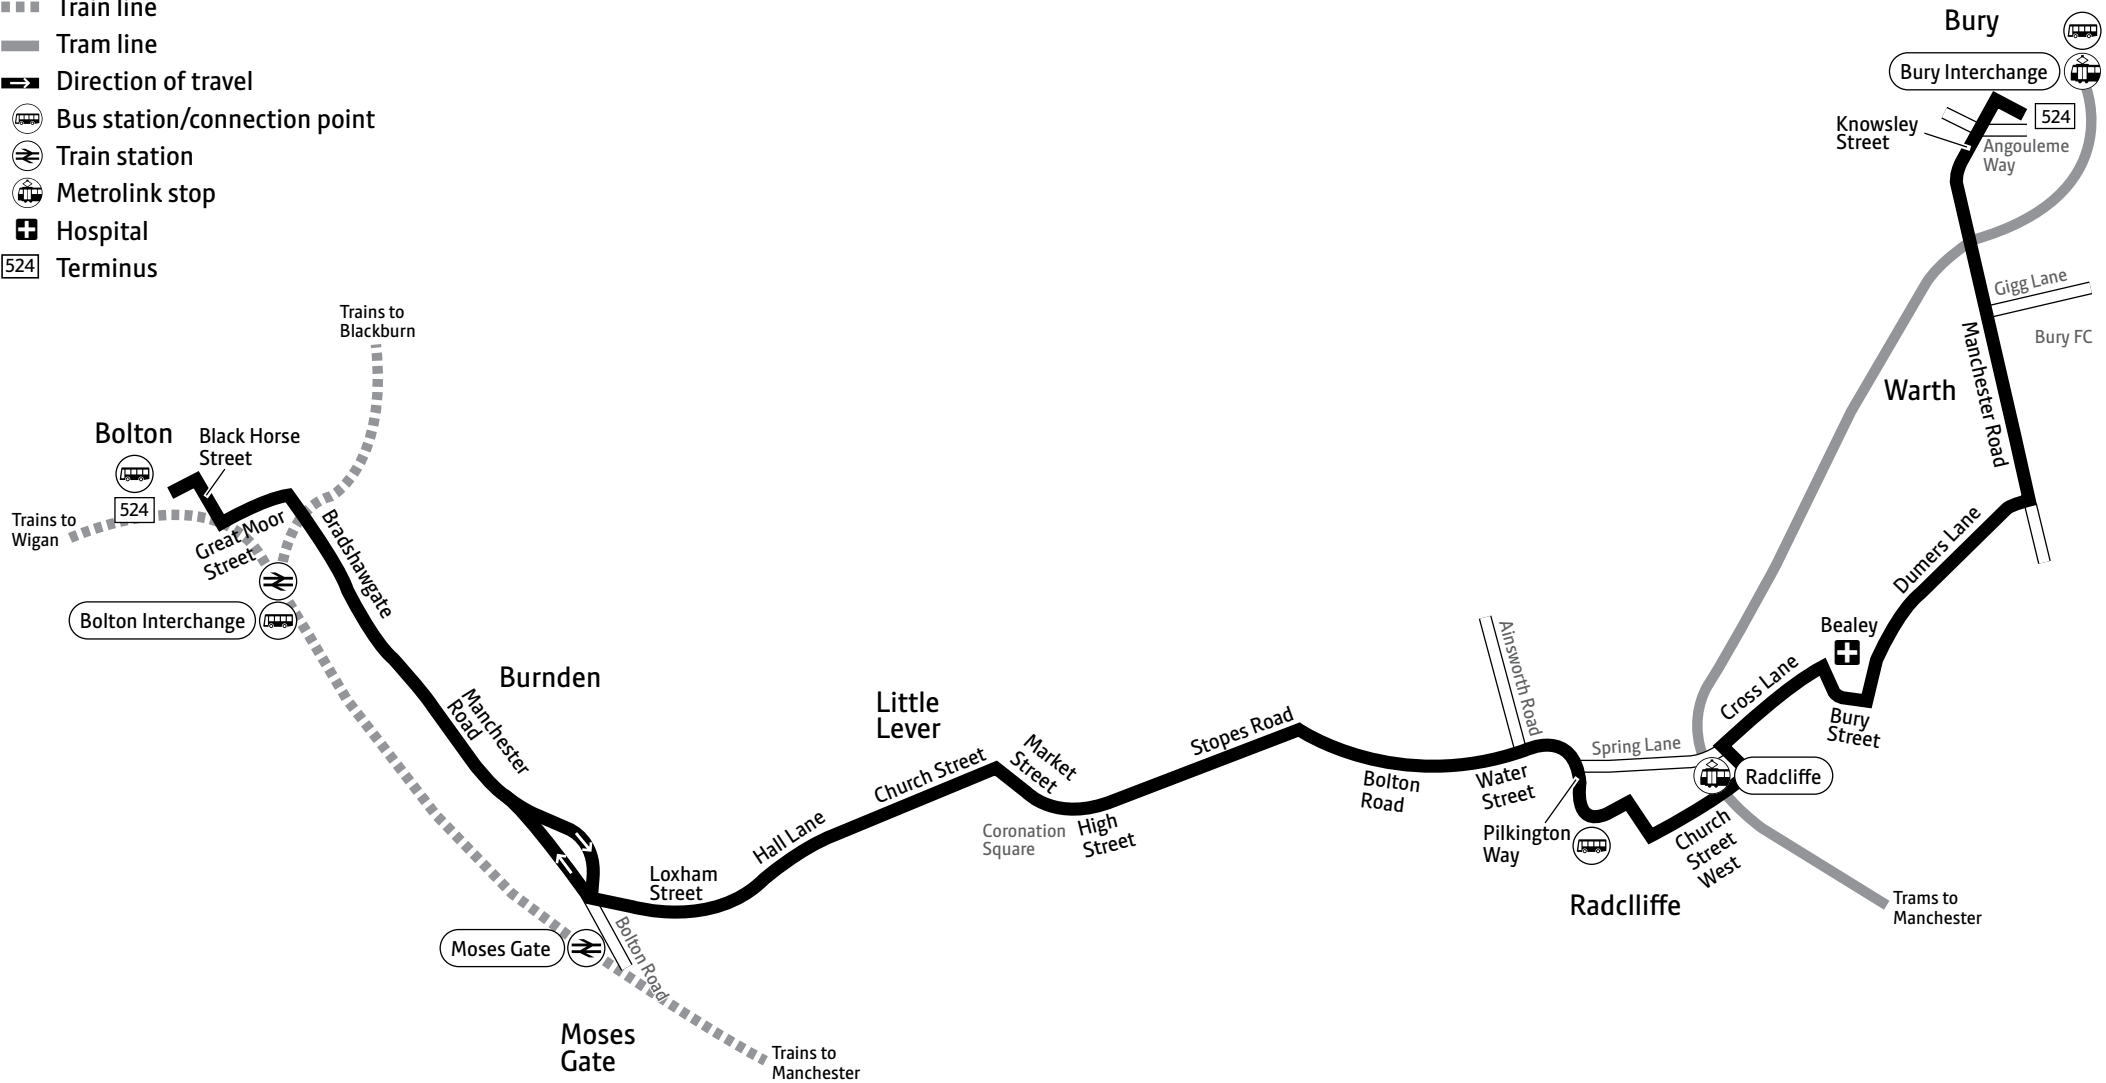 Train line
Tram line
Direction of travel
Bus station/connection point
Train station
Metrolink stop
Hospital
524 Terminus
Bury
Bury Interchange
524
Knowsley
Street
Angouleme
Way
Gigg Lane
Bury FC
Manchester Road
Warth
Trains to
Blackburn
Bolton
Black Horse
Street
524
Trains to
Wigan
Great Moor
Street
Bradshawgate
Bolton Interchange
Burnden
Manchester
Road
Little
Lever
Church Street
Market
Street
Stopes Road
Hall Lane
Coronation
Square
High
Street
Loxham
Street
Bolton
Road
Water
Street
Ainsworth Road
Spring Lane
Pilkington
Way
Radclliffe
Church
Street
West
Radcliffe
Cross Lane
Bealey
Bury
Street
Dumers Lane
Trams to
Manchester
Moses Gate
Bolton Road
Moses
Gate
Trains to
Manchester